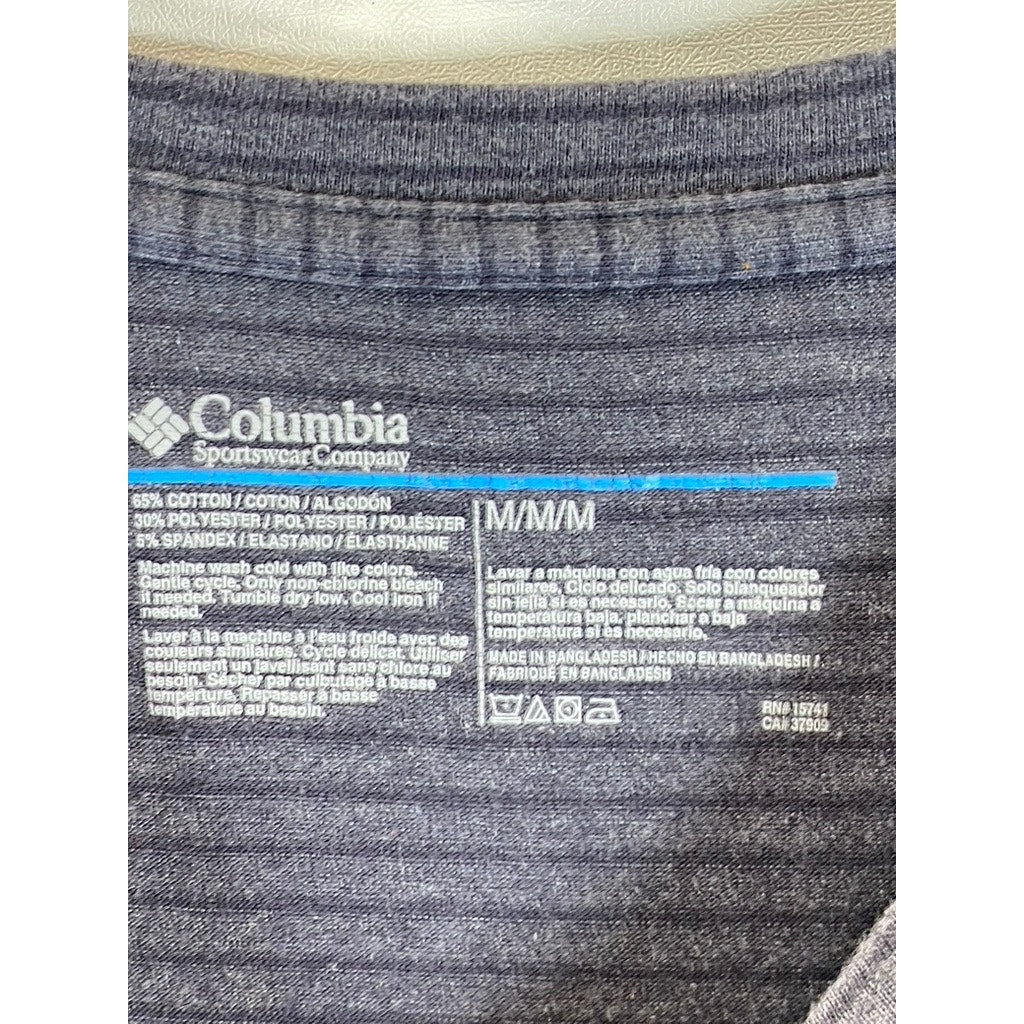 Columbia
Sportswear Company
65% COTTON / COTON / ALGODÓN
30% POLYESTER / POLYESTER / POLIÉSTER
5% SPANDEX / ELASTANO / ÉLASTHANNE
Machine wash cold with like colors.
Gentle cycle. Only non-chlorine bleach
if needed. Tumble dry low. Cool iron if
needed.
Laver à la machine à l'eau froide avec des
couleurs similaires. Cycle délicat. Utiliser
seulement un javellisant sans chlore au
besoin. Sécher par culbutage à basse
température. Repasser à basse
température au besoin.
M/M/M
Lavar a máquina con agua fría con colores
similares. Ciclo delicado. Solo blanqueador
sin lejía si es necesario. Secar a máquina a
temperatura baja. planchar a baja
temperatura si es necesario.
MADE IN BANGLADESH / HECHO EN BANGLADESH /
FABRIQUÉ EN BANGLADESH
RN# 15741
CA# 37909